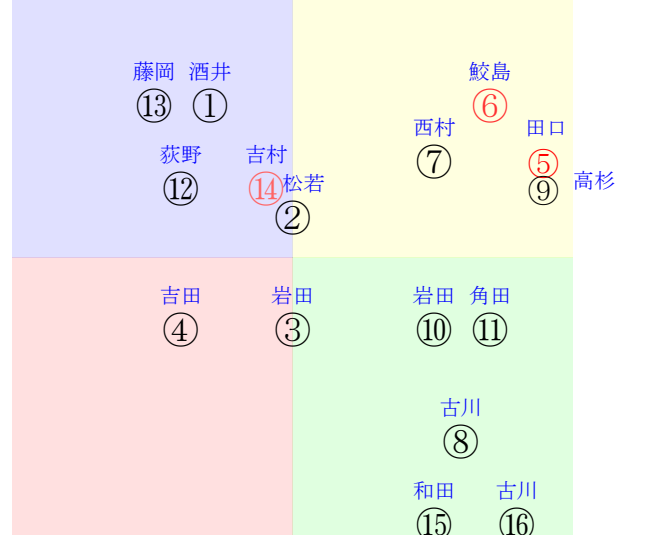 藤岡 酒井 鮫島
⑬ ① ⑥
西村 田口
⑦ ⑤
荻野 吉村 松若 高杉
⑫ ⑭ ② ⑨
吉田 岩田 岩田 角田
④ ③ ⑩ ⑪
古川
⑧
和田 古川
⑮ ⑯